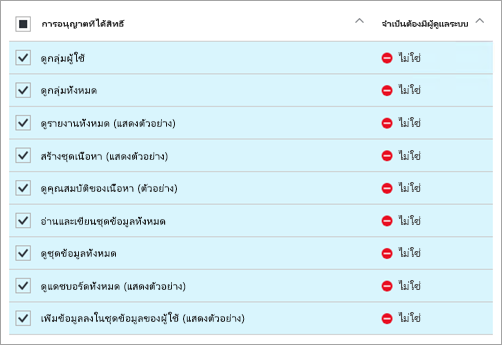 การอนุญาตที่ได้สิทธิ์ จำเป็นต้องมีผู้ดูแลระบบ
ดูกลุ่มผู้ใช้ ไม่ใช่
ดูกลุ่มทั้งหมด ไม่ใช่
ดูรายงานทั้งหมด (แสดงตัวอย่าง) ไม่ใช่
สร้างชุดเนื้อหา (แสดงตัวอย่าง) ไม่ใช่
ดูคุณสมบัติของเนื้อหา (ตัวอย่าง) ไม่ใช่
อ่านและเขียนชุดข้อมูลทั้งหมด ไม่ใช่
ดูชุดข้อมูลทั้งหมด ไม่ใช่
ดูแดชบอร์ดทั้งหมด (แสดงตัวอย่าง) ไม่ใช่
เพิ่มข้อมูลลงในชุดข้อมูลของผู้ใช้ (แสดงตัวอย่าง) ไม่ใช่